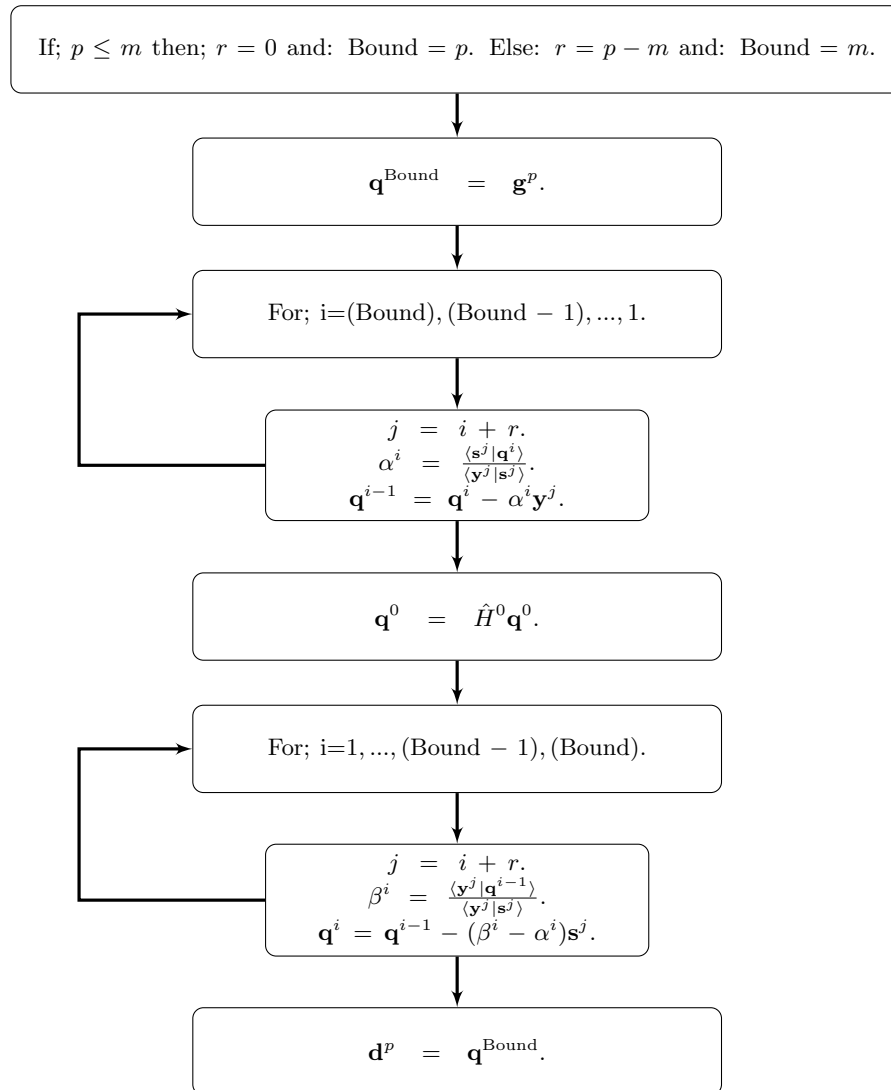 If; p ≤ m then; r = 0 and: Bound = p. Else: r = p − m and: Bound = m.
q^Bound = g^p.
For; i=(Bound), (Bound − 1), ..., 1.
j = i + r.
α^i = ⟨s^j|q^i⟩ / ⟨y^j|s^j⟩.
q^{i−1} = q^i − α^i y^j.
q^0 = Ĥ^0 q^0.
For; i=1, ..., (Bound − 1), (Bound).
j = i + r.
β^i = ⟨y^j|q^{i−1}⟩ / ⟨y^j|s^j⟩.
q^i = q^{i−1} − (β^i − α^i)s^j.
d^p = q^Bound.